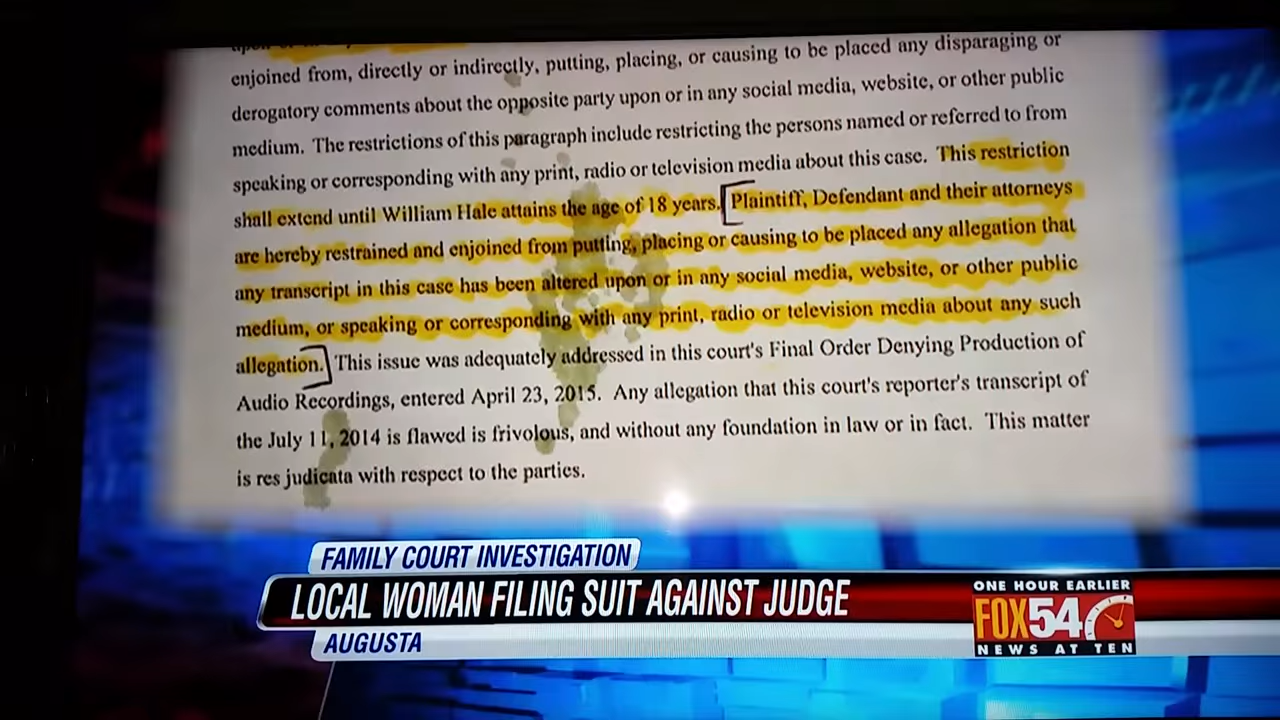 enjoined from, directly or indirectly, putting, placing, or causing to be placed any disparaging or
derogatory comments about the opposite party upon or in any social media, website, or other public
medium. The restrictions of this paragraph include restricting the persons named or referred to from
speaking or corresponding with any print, radio or television media about this case. This restriction
shall extend until William Hale attains the age of 18 years. Plaintiff, Defendant and their attorneys
are hereby restrained and enjoined from putting, placing or causing to be placed any allegation that
any transcript in this case has been altered upon or in any social media, website, or other public
medium, or speaking or corresponding with any print, radio or television media about any such
allegation. This issue was adequately addressed in this court's Final Order Denying Production of
Audio Recordings, entered April 23, 2015. Any allegation that this court's reporter's transcript of
the July 11, 2014 is flawed is frivolous, and without any foundation in law or in fact. This matter
is res judicata with respect to the parties.
FAMILY COURT INVESTIGATION
LOCAL WOMAN FILING SUIT AGAINST JUDGE
AUGUSTA
ONE HOUR EARLIER
FOX54
NEWS AT TEN